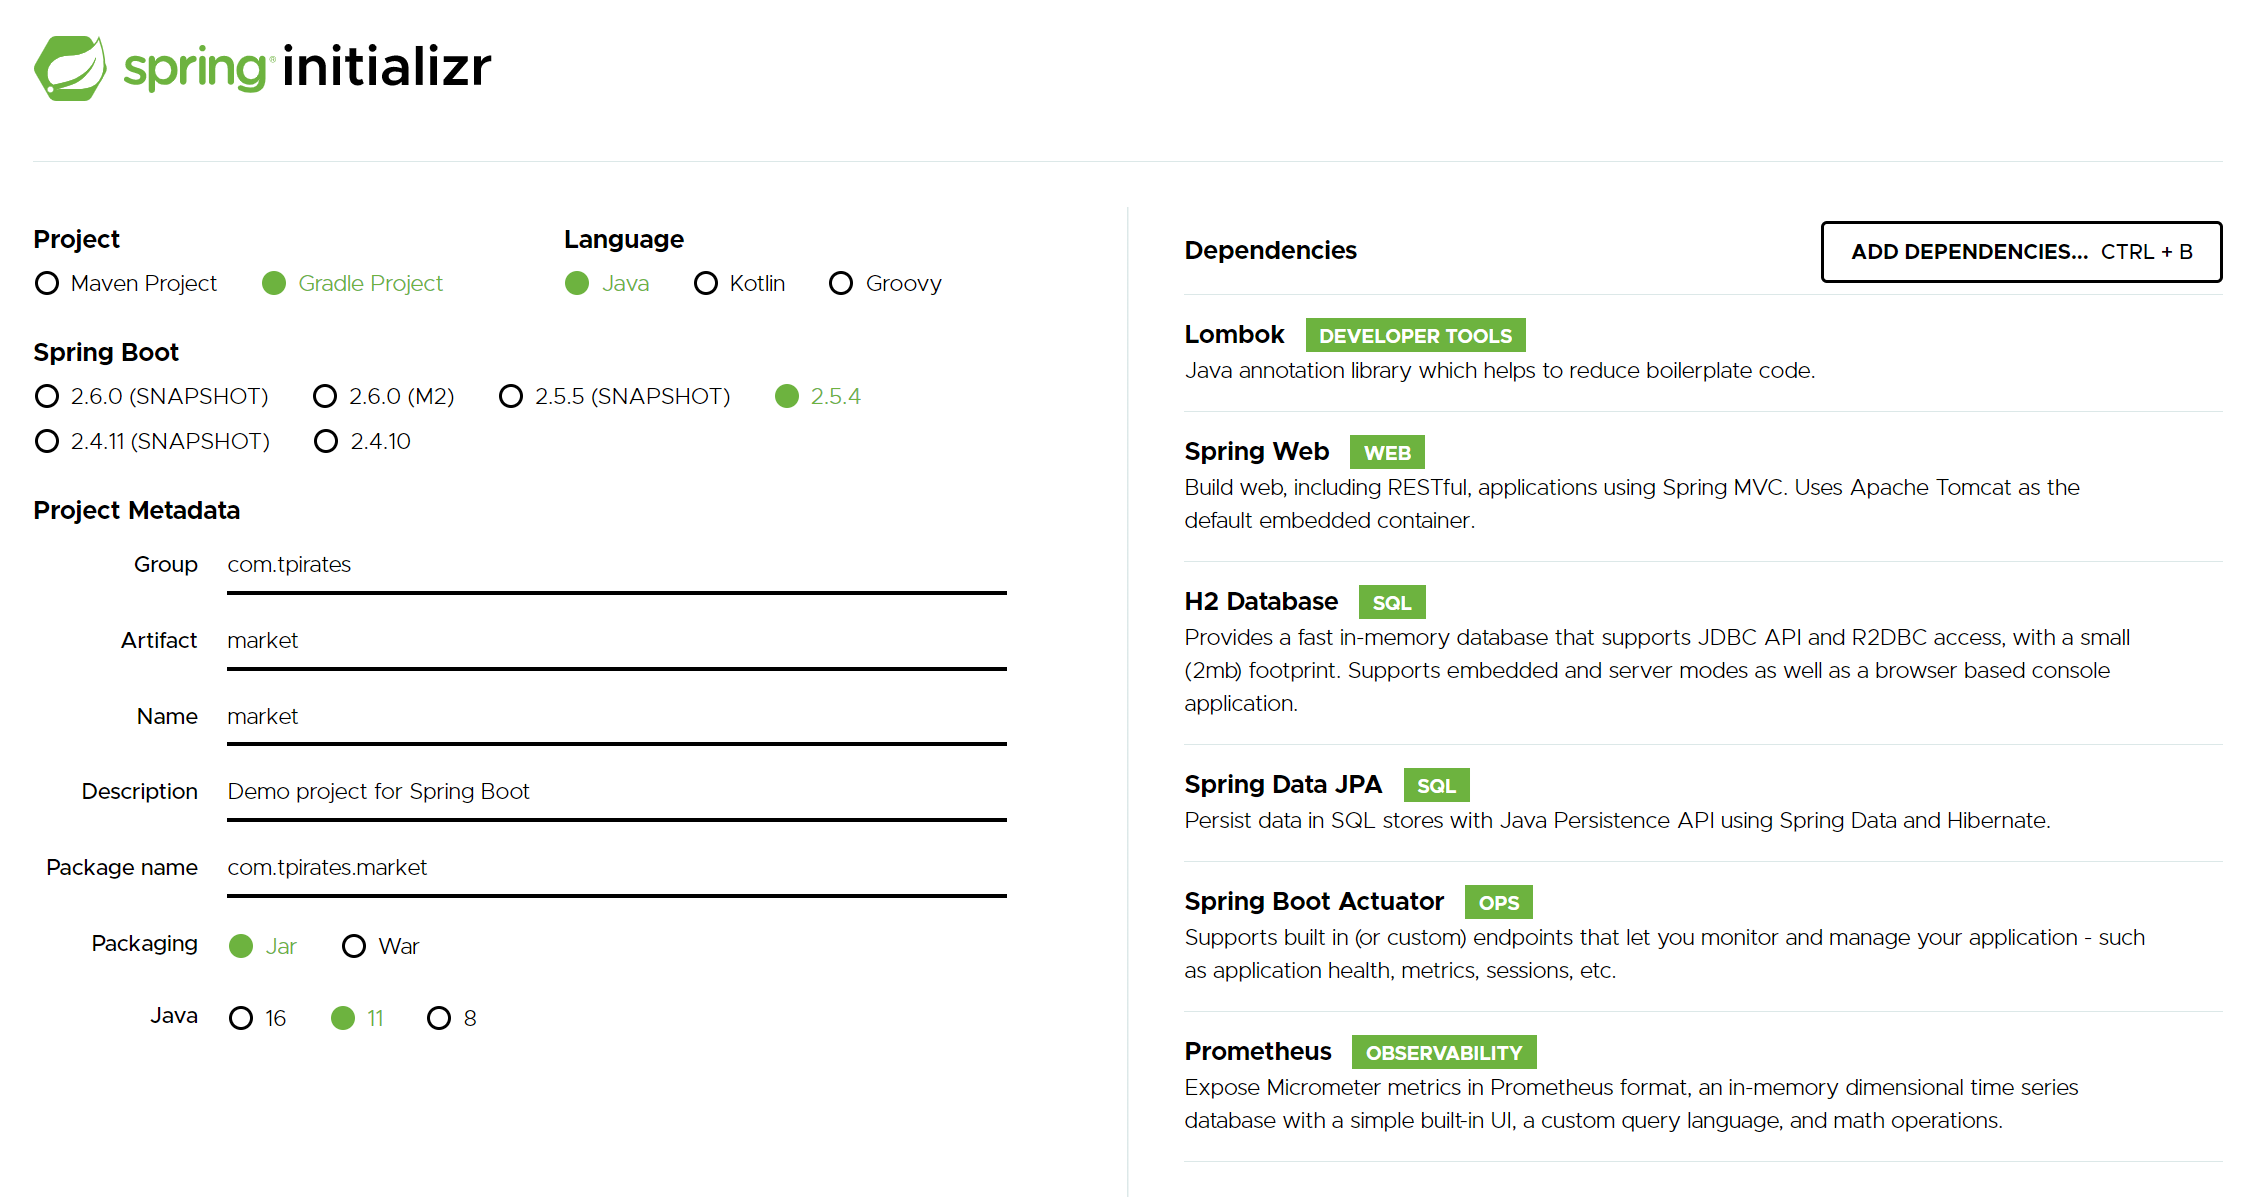 spring® initializr
Project
Maven Project Gradle Project
Language
Java Kotlin Groovy
Spring Boot
2.6.0 (SNAPSHOT) 2.6.0 (M2) 2.5.5 (SNAPSHOT) 2.5.4
2.4.11 (SNAPSHOT) 2.4.10
Project Metadata
Group com.tpirates
Artifact market
Name market
Description Demo project for Spring Boot
Package name com.tpirates.market
Packaging Jar War
Java 16 11 8
Dependencies ADD DEPENDENCIES... CTRL + B
Lombok DEVELOPER TOOLS
Java annotation library which helps to reduce boilerplate code.
Spring Web WEB
Build web, including RESTful, applications using Spring MVC. Uses Apache Tomcat as the
default embedded container.
H2 Database SQL
Provides a fast in-memory database that supports JDBC API and R2DBC access, with a small
(2mb) footprint. Supports embedded and server modes as well as a browser based console
application.
Spring Data JPA SQL
Persist data in SQL stores with Java Persistence API using Spring Data and Hibernate.
Spring Boot Actuator OPS
Supports built in (or custom) endpoints that let you monitor and manage your application - such
as application health, metrics, sessions, etc.
Prometheus OBSERVABILITY
Expose Micrometer metrics in Prometheus format, an in-memory dimensional time series
database with a simple built-in UI, a custom query language, and math operations.